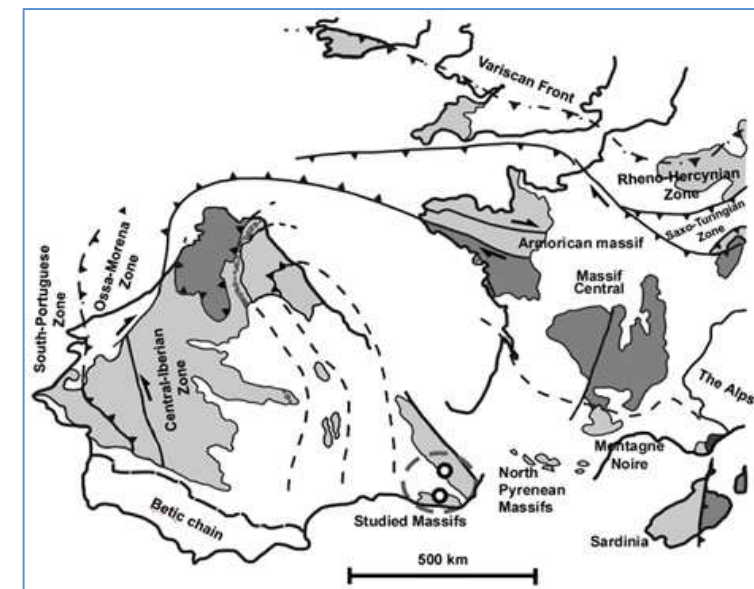 Variscan Front
Rheno-Hercynian
Zone
Saxo-Turingian
Zone
Armorican massif
Massif
Central
South-Portuguese
Zone
Ossa-Morena
Zone
Central-Iberian
Zone
The Alps
Montagne
Noire
North
Pyrenean
Massifs
Studied Massifs
Betic chain
Sardinia
500 km